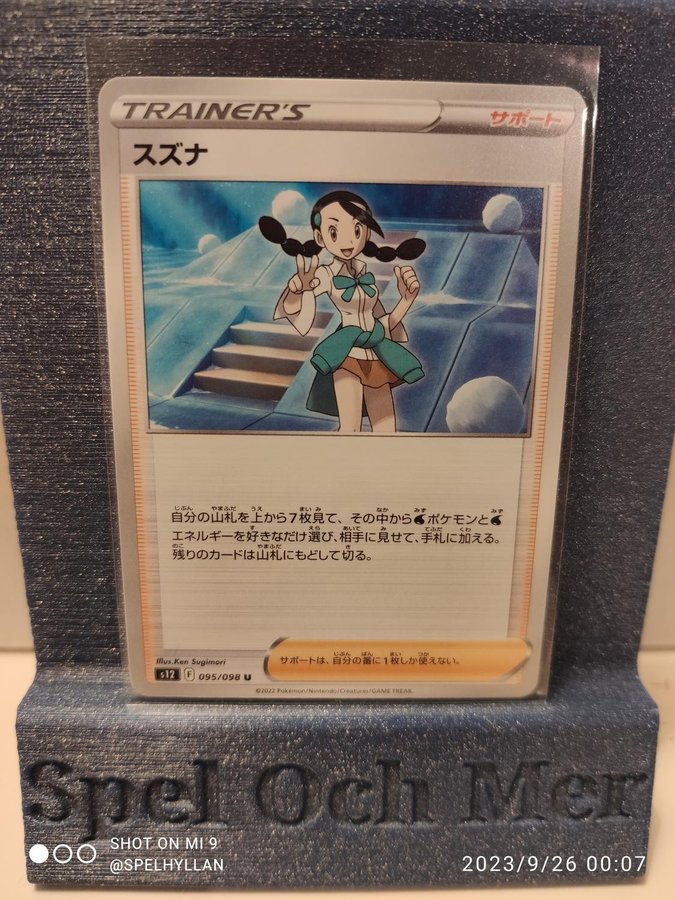 TRAINER'S サポート
スズナ
自分の山札を上から7枚見て、その中からポケモンと
エネルギーを好きなだけ選び、相手に見せて、手札に加える。
残りのカードは山札にもどして切る。
サポートは、自分の番に1枚しか使えない。
Illus.Ken Sugimori
s12 F 095/098 U
©2022 Pokémon/Nintendo/Creatures/GAME FREAK.
Spel Och Mer
SHOT ON MI 9
@SPELHYLLAN
2023/9/26 00:07